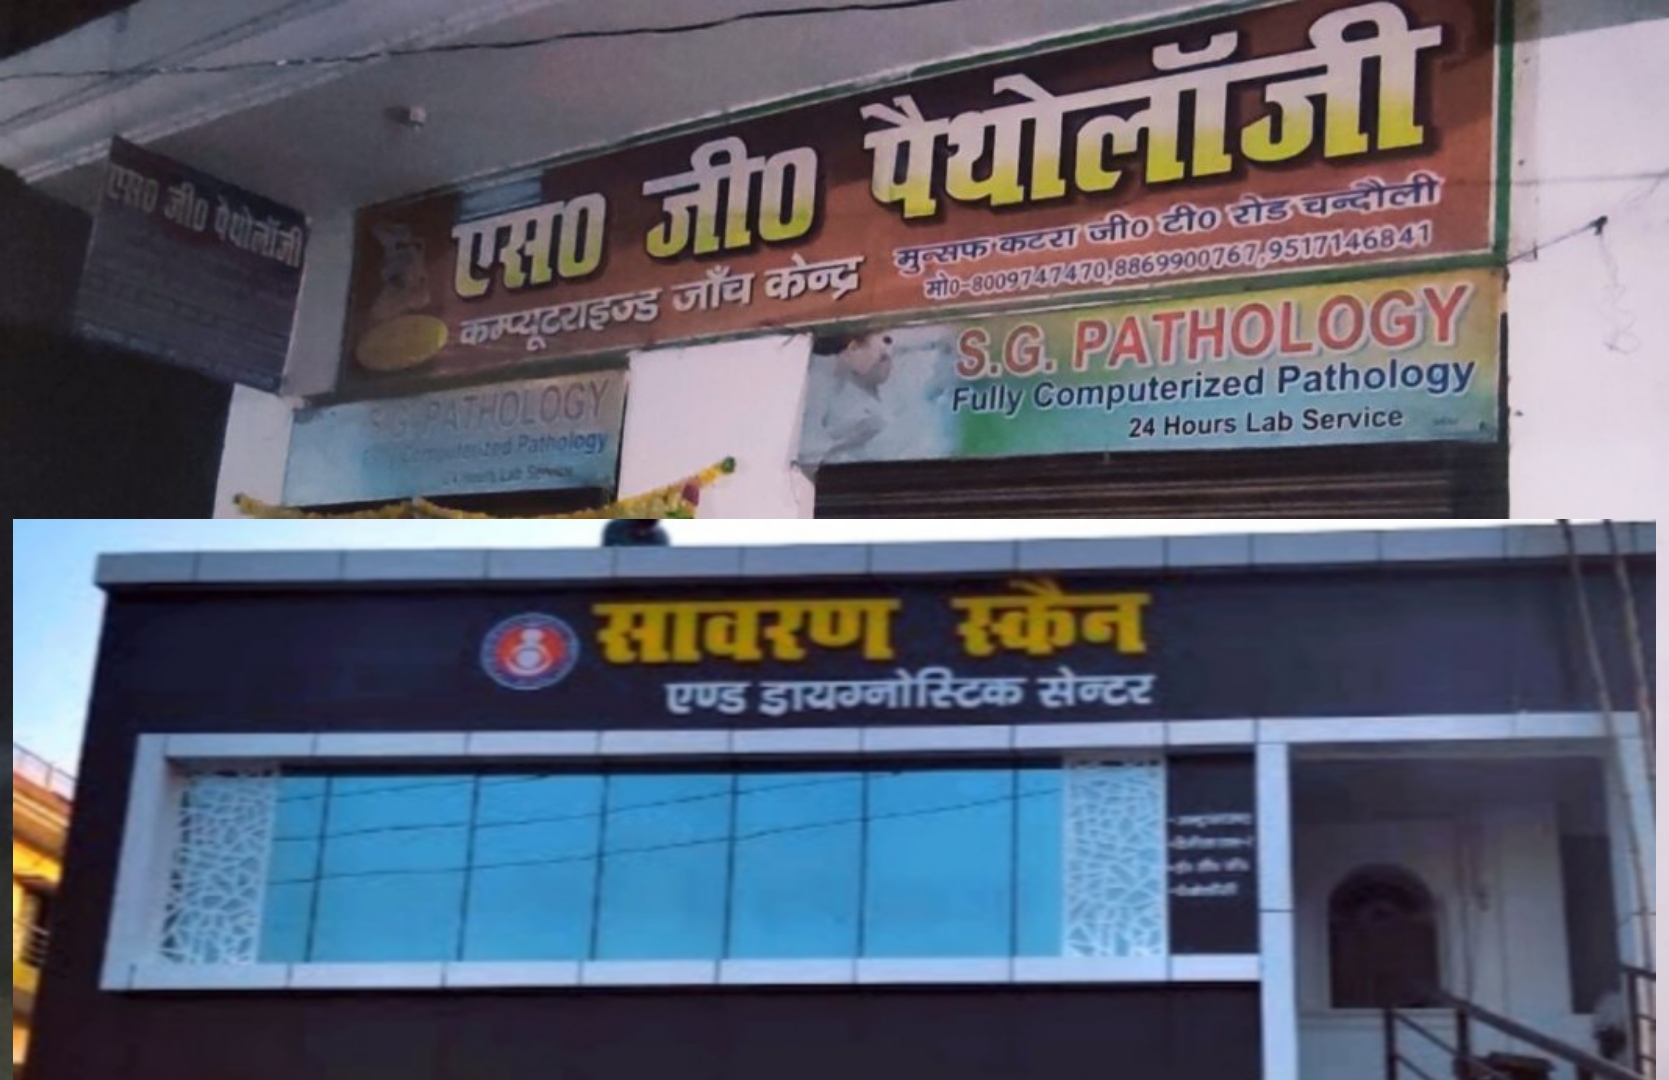 एस० जी० पैथोलॉजी
एस० जी० पैथोलॉजी
कम्प्यूटराइज्ड जाँच केन्द्र
मुन्सफ कटरा जी० टी० रोड चन्दौली
मो०-8009747470,8869900767,9517146841
S.G. PATHOLOGY
Fully Computerized Pathology
24 Hours Lab Service
S.G. PATHOLOGY
Fully Computerized Pathology
24 Hours Lab Service
सावरण स्कैन
एण्ड डायग्नोस्टिक सेन्टर